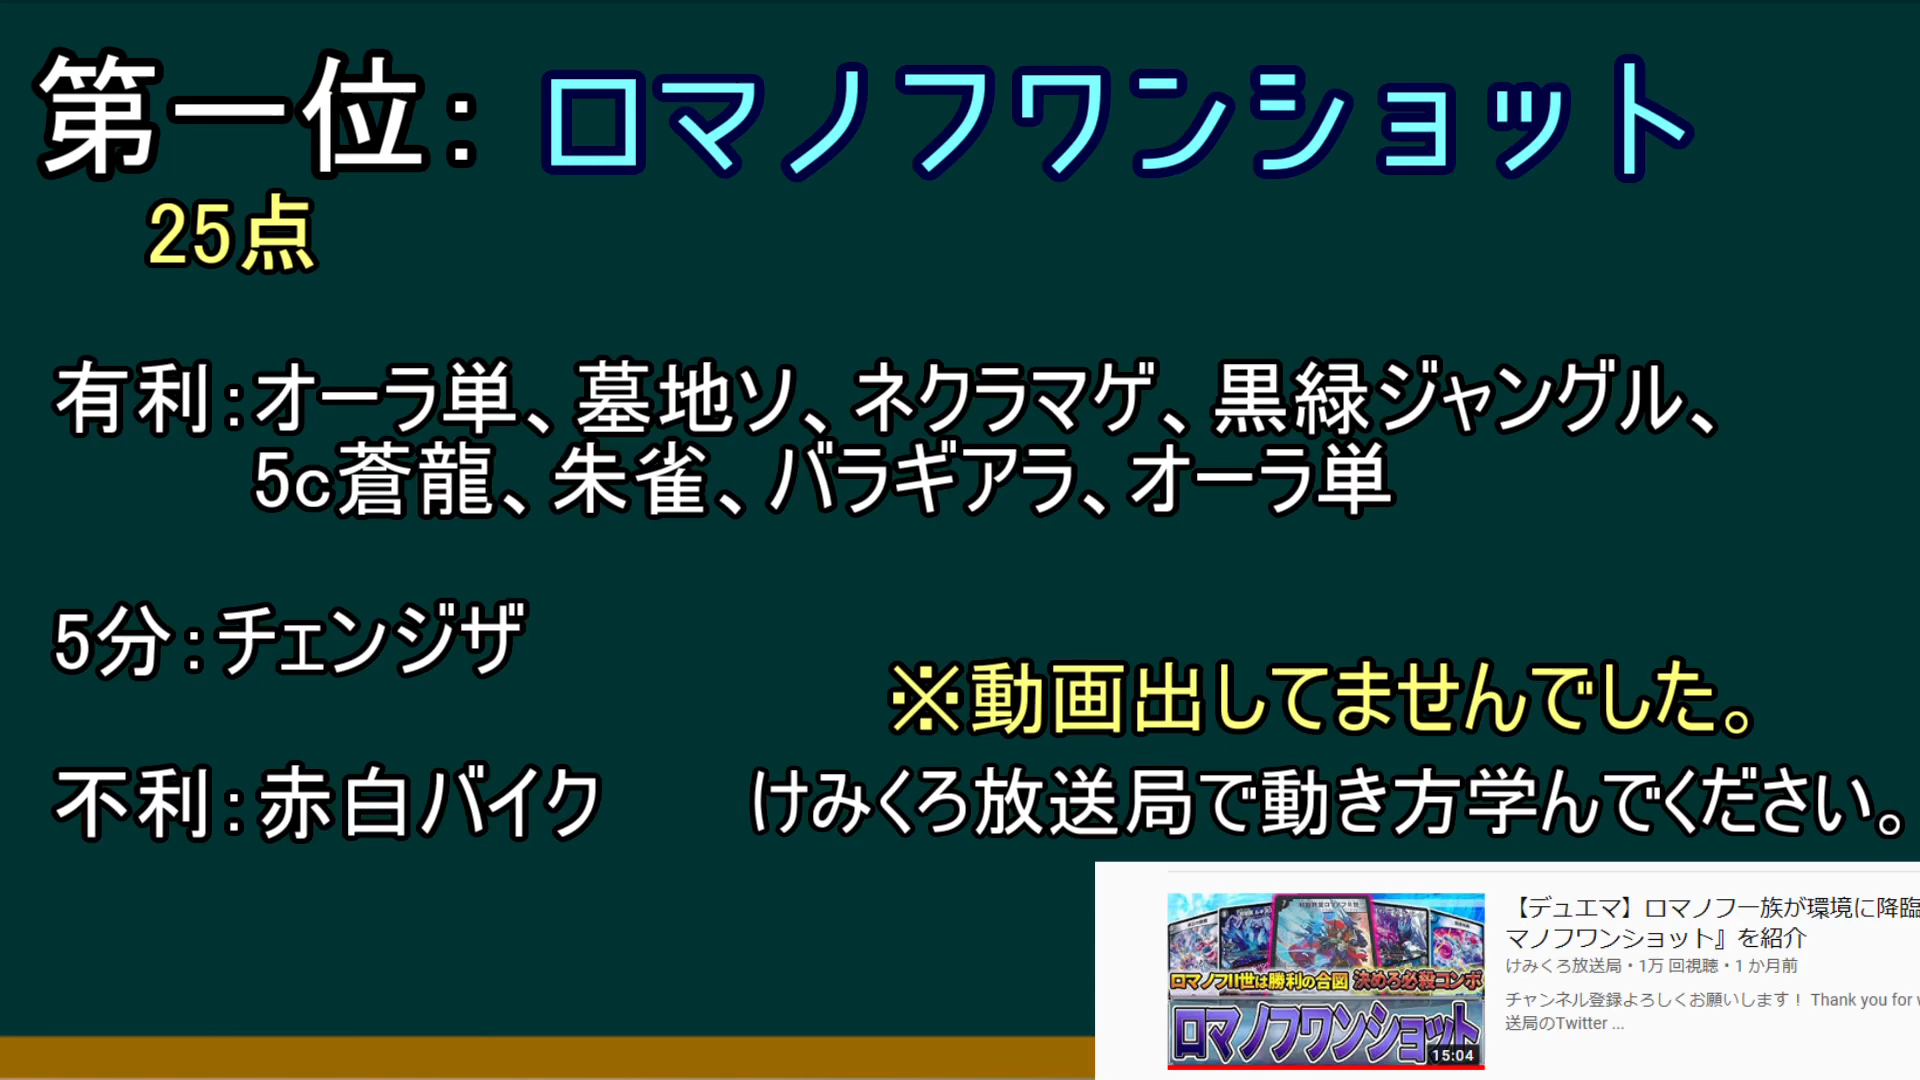 第一位:ロマノフワンショット
25点
有利:オーラ単、墓地ソ、ネクラマゲ、黒緑ジャングル、
5c蒼龍、朱雀、バラギアラ、オーラ単
5分:チェンジザ
※動画出してませんでした。
不利:赤白バイク
けみくろ放送局で動き方学んでください。
【デュエマ】ロマノフ一族が環境に降臨
マノフワンショット』を紹介
けみくろ放送局・1万 回視聴・1 か月前
チャンネル登録よろしくお願いします! Thank you for
送局のTwitter ...
ロマノフII世は勝利の合図 決めろ必殺コンボ
ロマノフワンショット
15:04